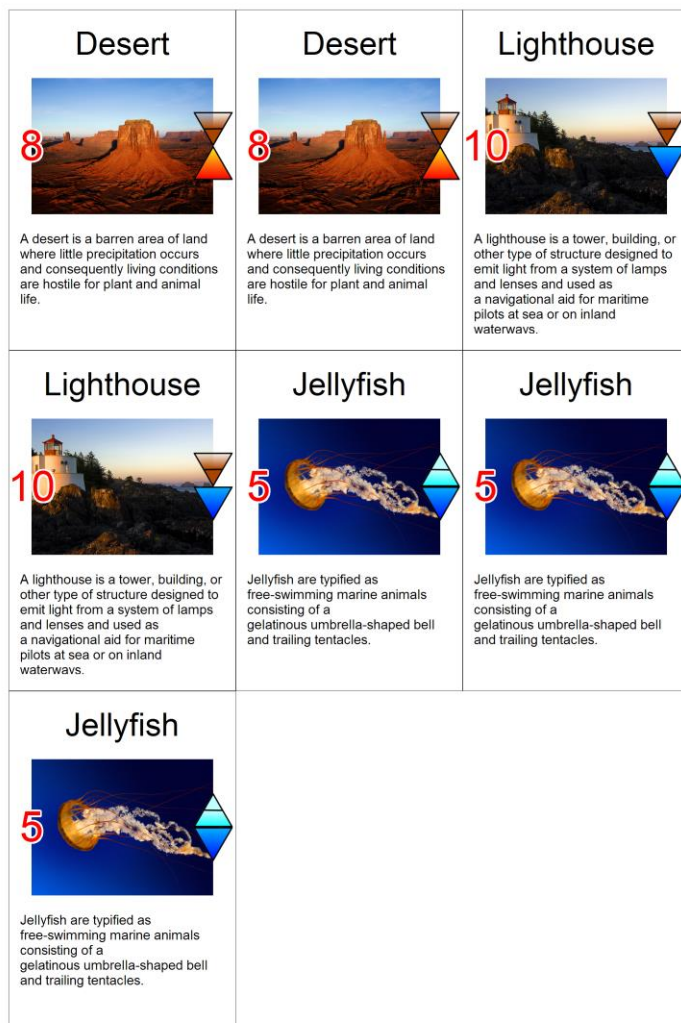 Desert
8
A desert is a barren area of land
where little precipitation occurs
and consequently living conditions
are hostile for plant and animal
life.
Desert
8
A desert is a barren area of land
where little precipitation occurs
and consequently living conditions
are hostile for plant and animal
life.
Lighthouse
10
A lighthouse is a tower, building, or
other type of structure designed to
emit light from a system of lamps
and lenses and used as
a navigational aid for maritime
pilots at sea or on inland
waterways.
Lighthouse
10
A lighthouse is a tower, building, or
other type of structure designed to
emit light from a system of lamps
and lenses and used as
a navigational aid for maritime
pilots at sea or on inland
waterways.
Jellyfish
5
Jellyfish are typified as
free-swimming marine animals
consisting of a
gelatinous umbrella-shaped bell
and trailing tentacles.
Jellyfish
5
Jellyfish are typified as
free-swimming marine animals
consisting of a
gelatinous umbrella-shaped bell
and trailing tentacles.
Jellyfish
5
Jellyfish are typified as
free-swimming marine animals
consisting of a
gelatinous umbrella-shaped bell
and trailing tentacles.